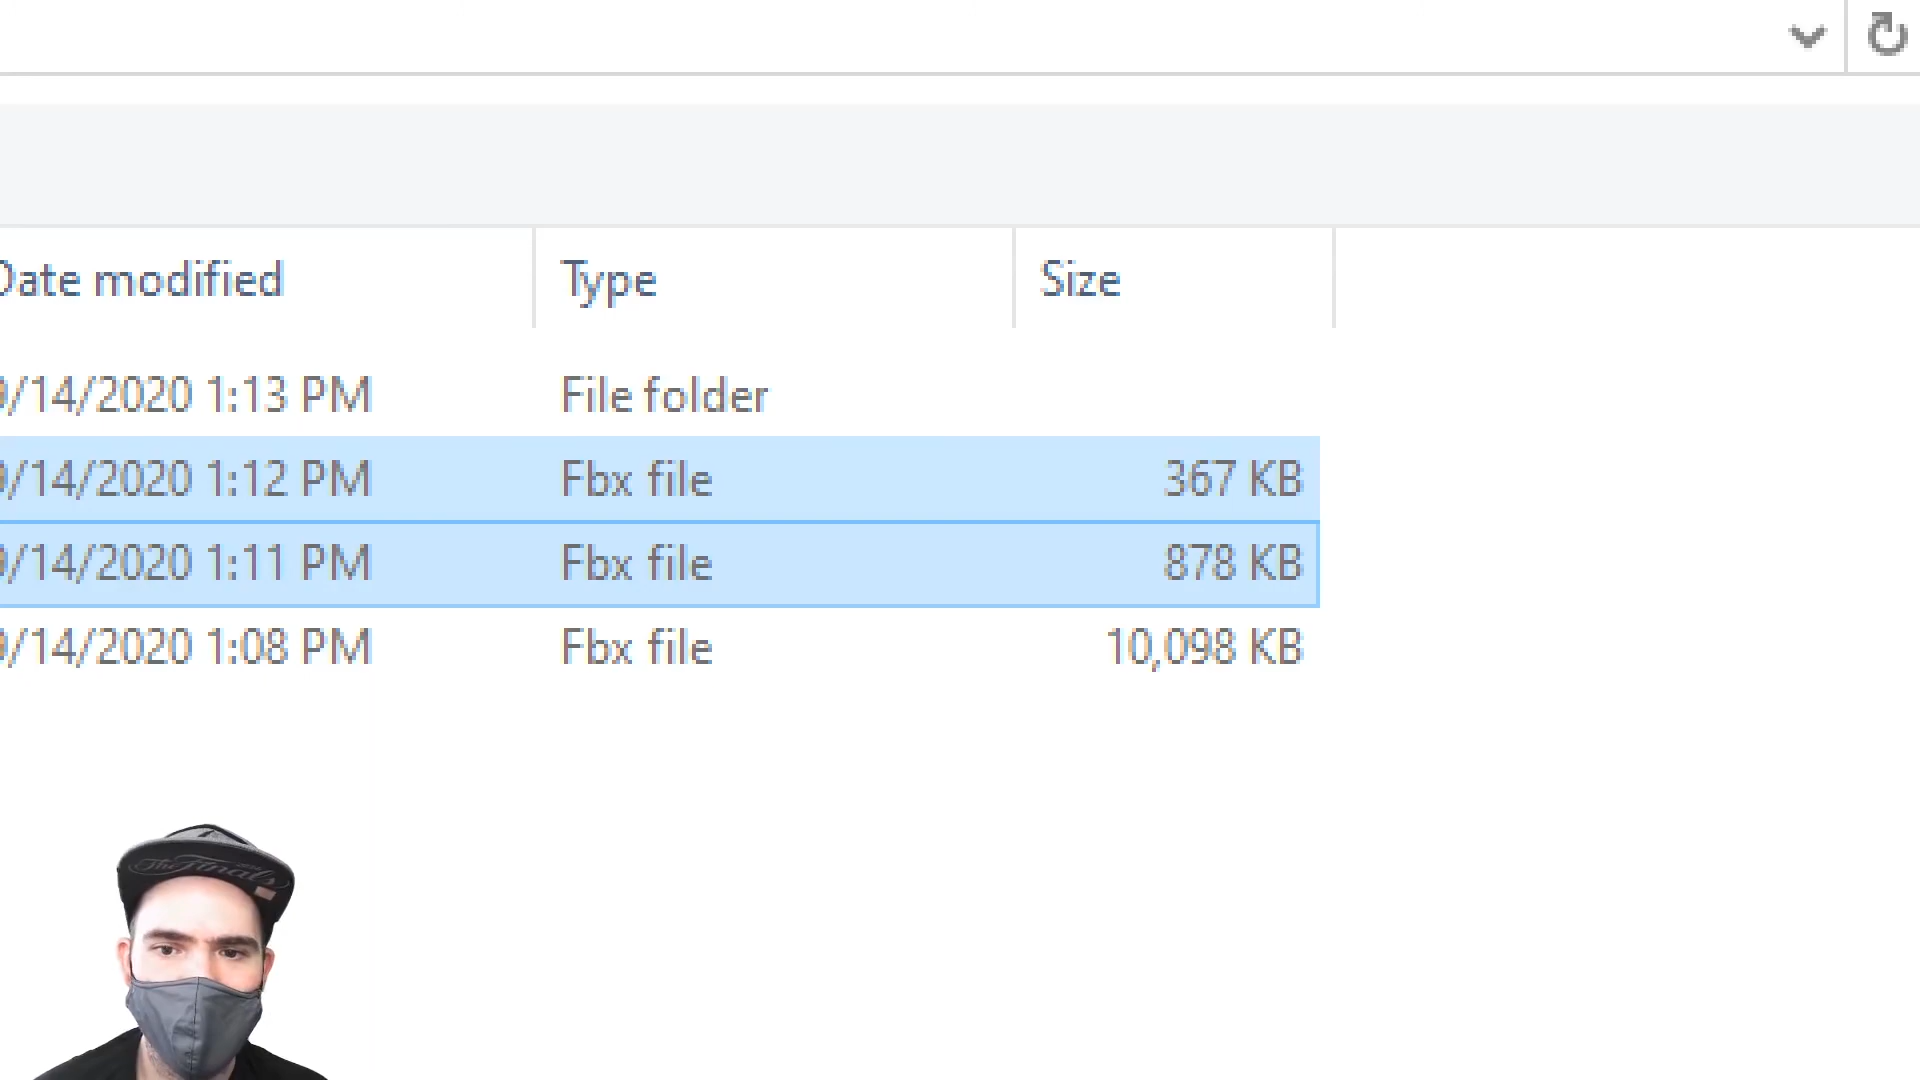 Date modified Type Size
9/14/2020 1:13 PM File folder
9/14/2020 1:12 PM Fbx file 367 KB
9/14/2020 1:11 PM Fbx file 878 KB
9/14/2020 1:08 PM Fbx file 10,098 KB
The Finals